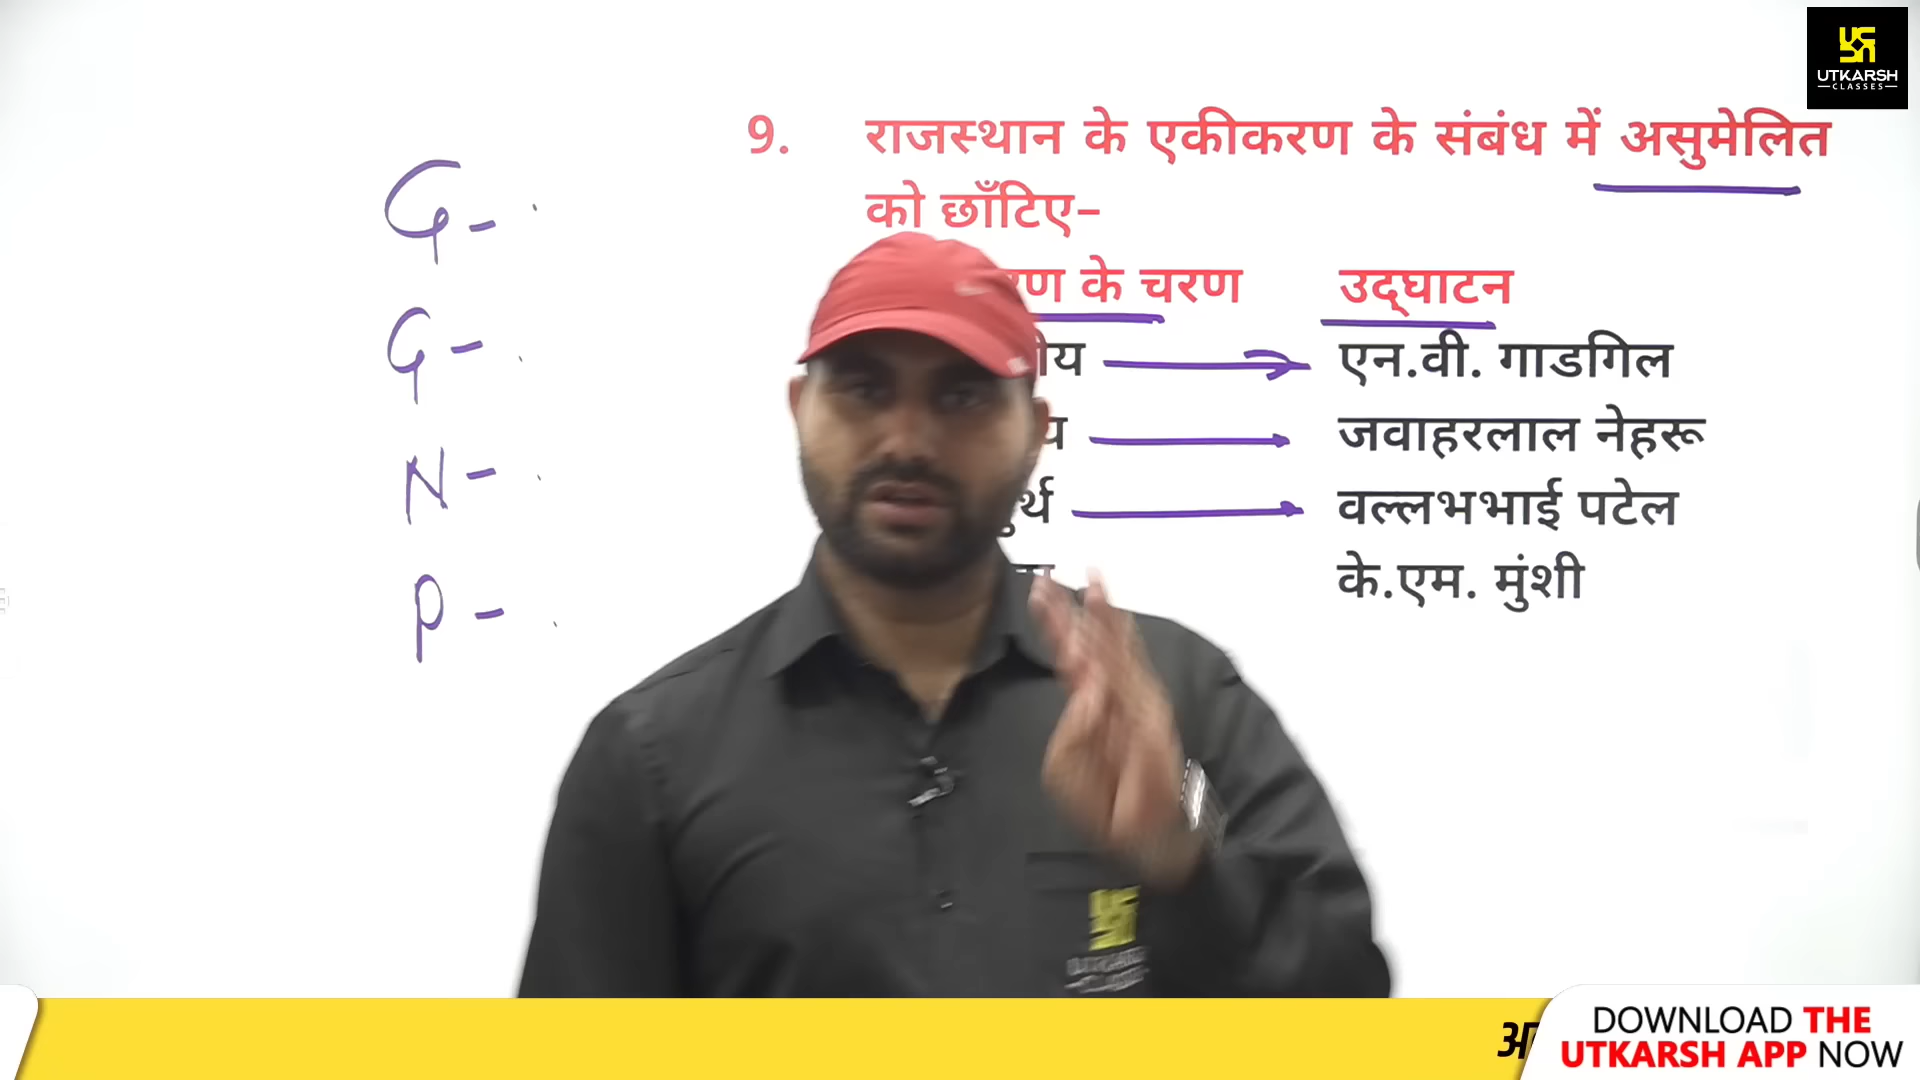 UTKARSH
CLASSES
9. राजस्थान के एकीकरण के संबंध में असुमेलित
को छाँटिए-
के चरण उद्घाटन
एन.वी. गाडगिल
जवाहरलाल नेहरू
वल्लभभाई पटेल
के.एम. मुंशी
G -
G -
N -
P -
DOWNLOAD THE
UTKARSH APP NOW